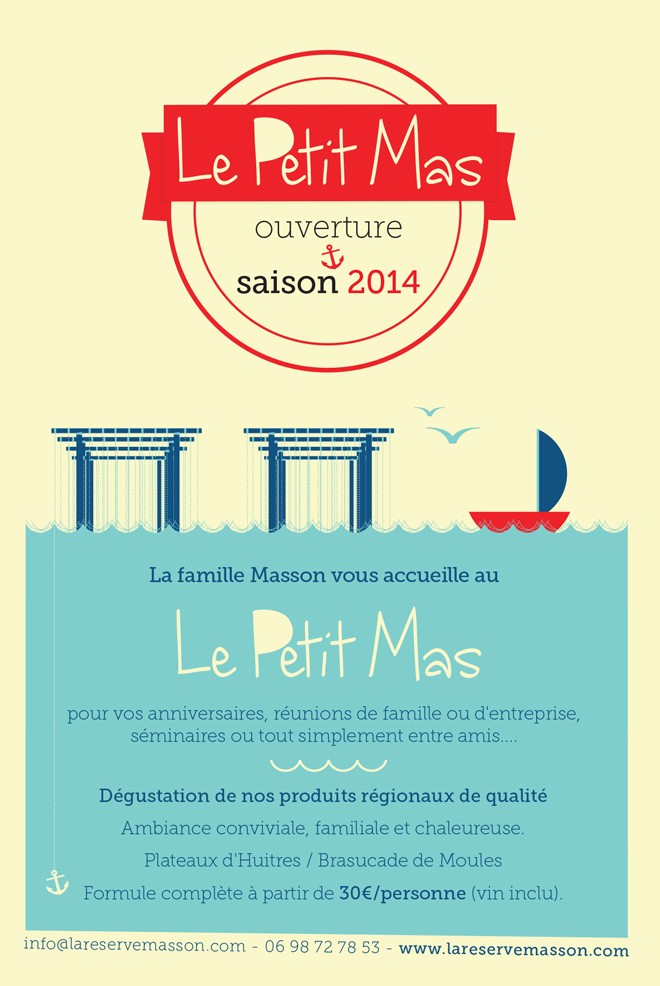 Le Petit Mas
ouverture
saison 2014
La famille Masson vous accueille au
Le Petit Mas
pour vos anniversaires, réunions de famille ou d'entreprise,
séminaires ou tout simplement entre amis....
Dégustation de nos produits régionaux de qualité
Ambiance conviviale, familiale et chaleureuse.
Plateaux d'Huitres / Brasucade de Moules
Formule complète à partir de 30€/personne (vin inclu).
info@lareservemasson.com - 06 98 72 78 53 - www.lareservemasson.com